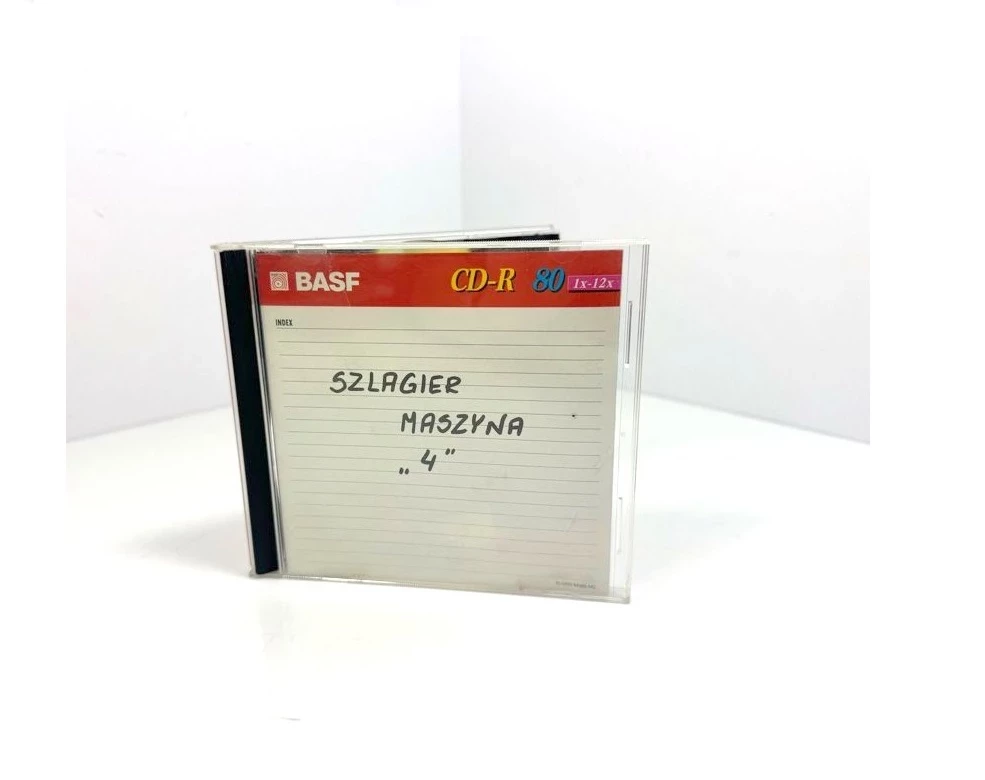 BASF CD-R 80 1x-12x
INDEX
SZLAGIER
MASZYNA
„4”